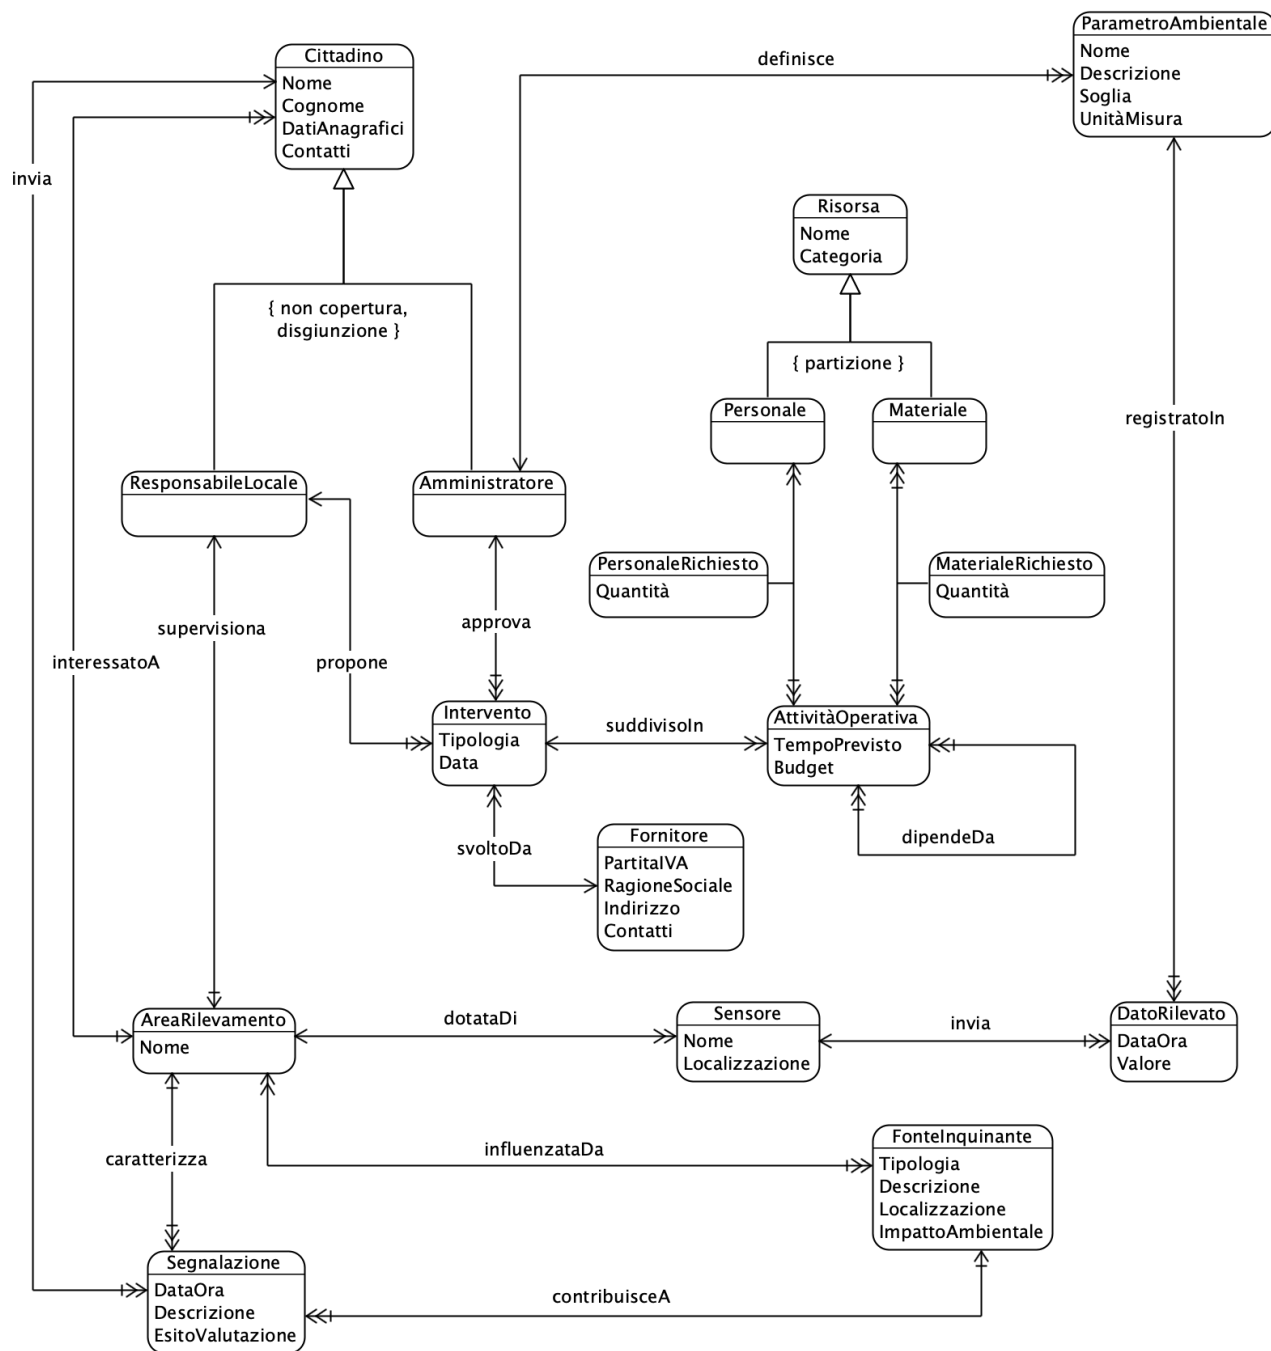 ParametroAmbientale
Nome
Descrizione
Soglia
UnitàMisura
definisce
Cittadino
Nome
Cognome
DatiAnagrafici
Contatti
invia
Risorsa
Nome
Categoria
{ non copertura,
disgiunzione }
{ partizione }
Personale
Materiale
registratoIn
ResponsabileLocale
Amministratore
PersonaleRichiesto
Quantità
MaterialeRichiesto
Quantità
supervisiona
approva
interessatoA
propone
Intervento
Tipologia
Data
suddivisoIn
AttivitàOperativa
TempoPrevisto
Budget
dipendeDa
svoltoDa
Fornitore
PartitaIVA
RagioneSociale
Indirizzo
Contatti
AreaRilevamento
Nome
dotataDi
Sensore
Nome
Localizzazione
invia
DatoRilevato
DataOra
Valore
caratterizza
influenzataDa
FonteInquinante
Tipologia
Descrizione
Localizzazione
ImpattoAmbientale
Segnalazione
DataOra
Descrizione
EsitoValutazione
contribuisceA